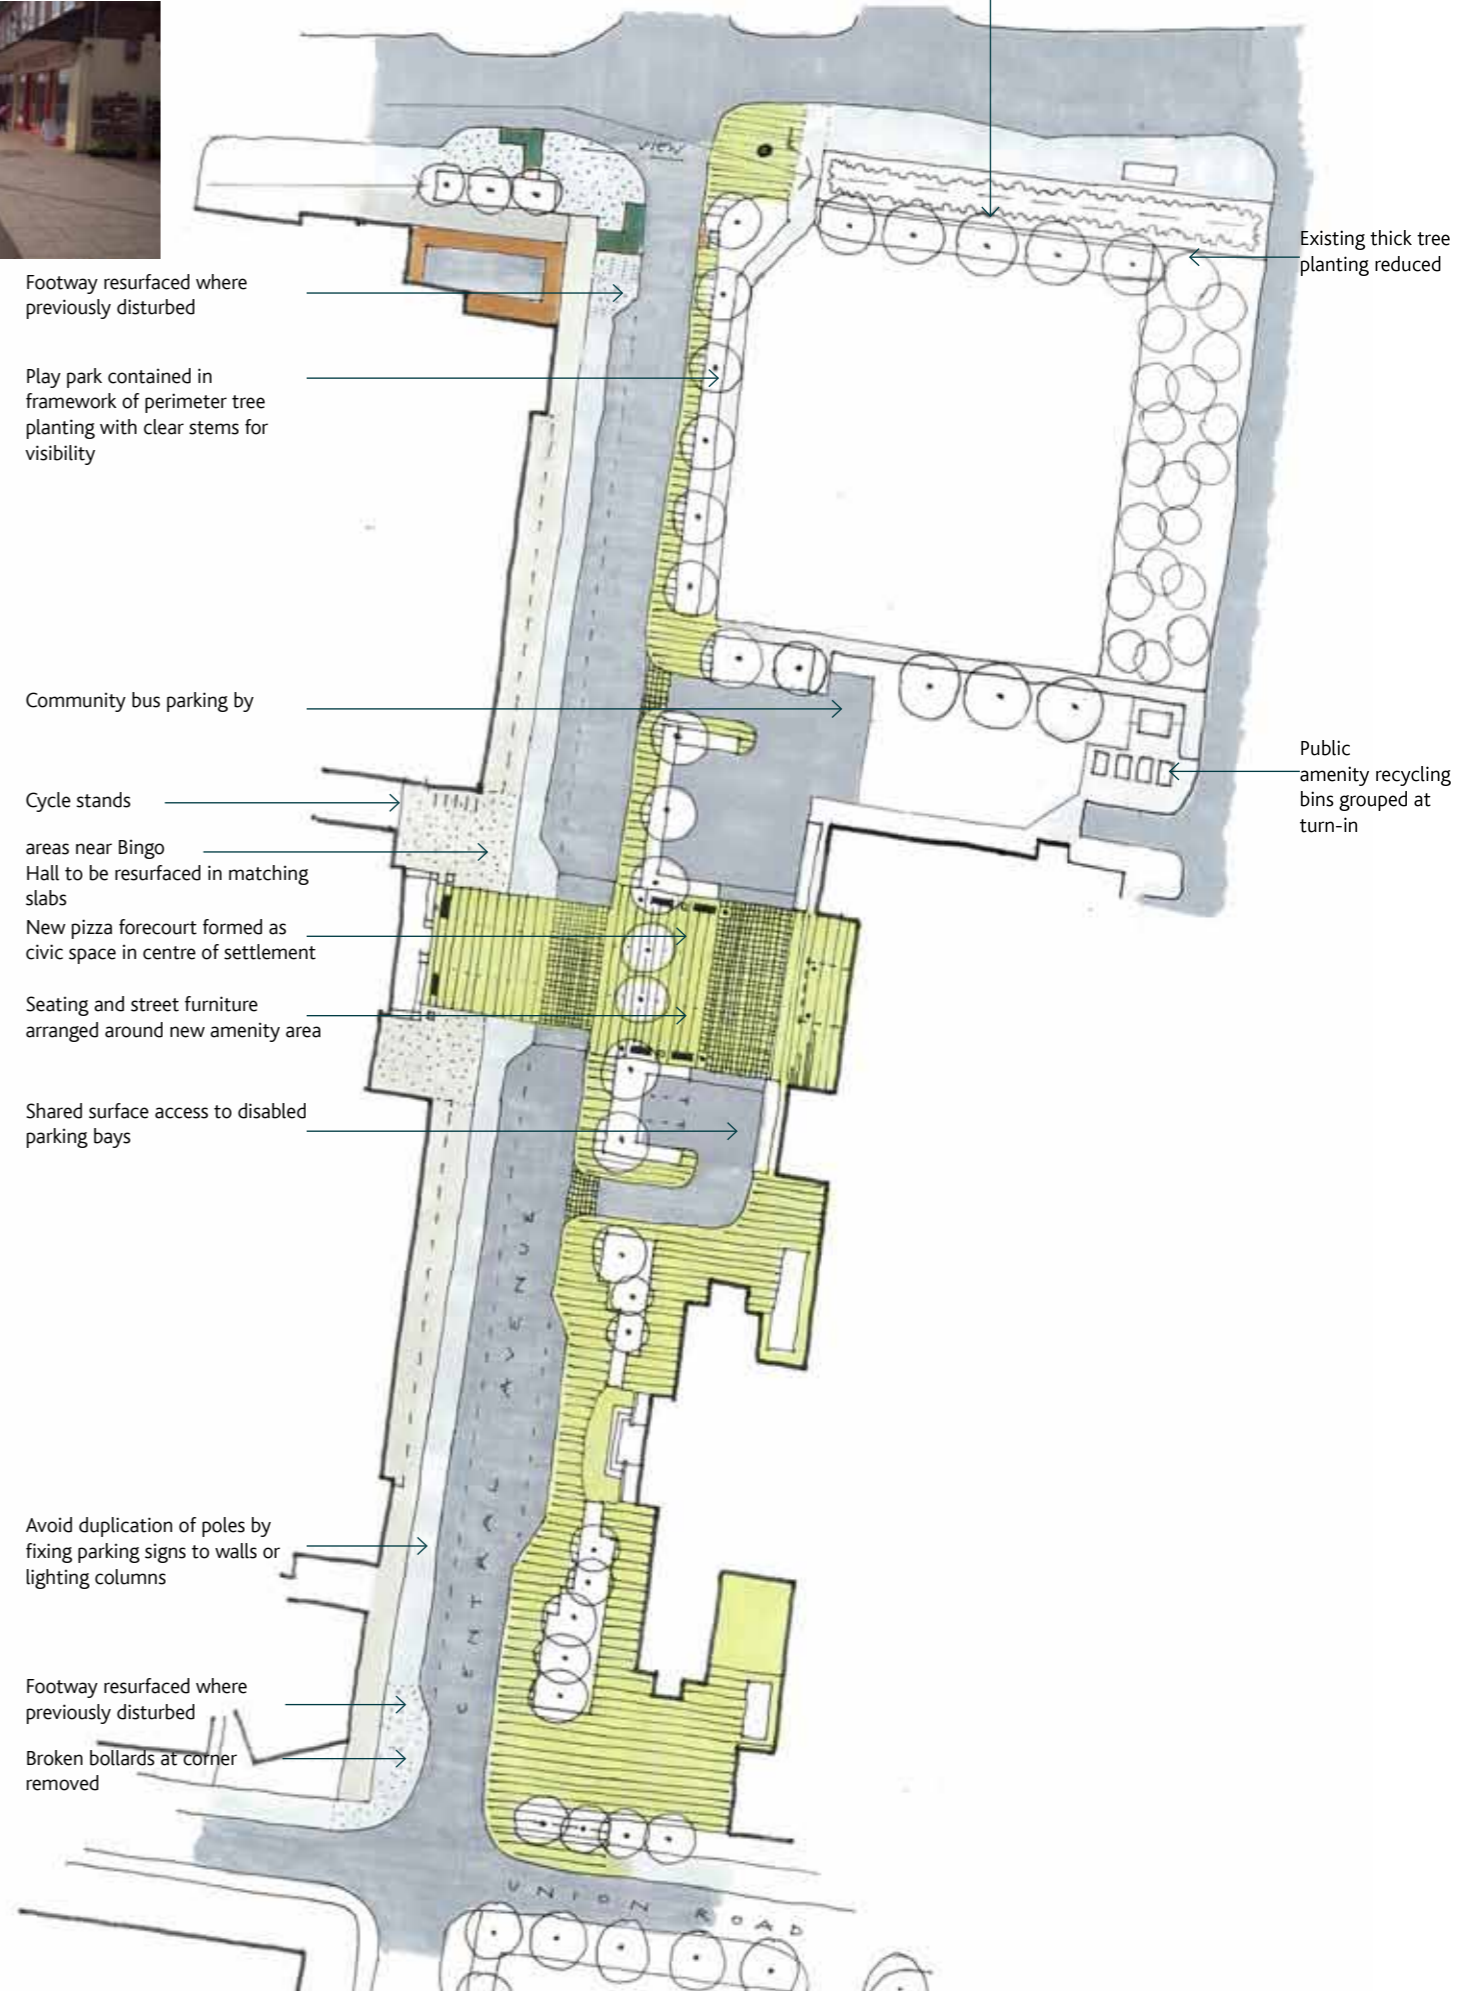 VIEW
Existing thick tree
planting reduced
Footway resurfaced where
previously disturbed
Play park contained in
framework of perimeter tree
planting with clear stems for
visibility
Community bus parking by
Public
amenity recycling
bins grouped at
turn-in
Cycle stands
areas near Bingo
Hall to be resurfaced in matching
slabs
New pizza forecourt formed as
civic space in centre of settlement
Seating and street furniture
arranged around new amenity area
Shared surface access to disabled
parking bays
CENTRAL AVENUE
Avoid duplication of poles by
fixing parking signs to walls or
lighting columns
Footway resurfaced where
previously disturbed
Broken bollards at corner
removed
UNION ROAD